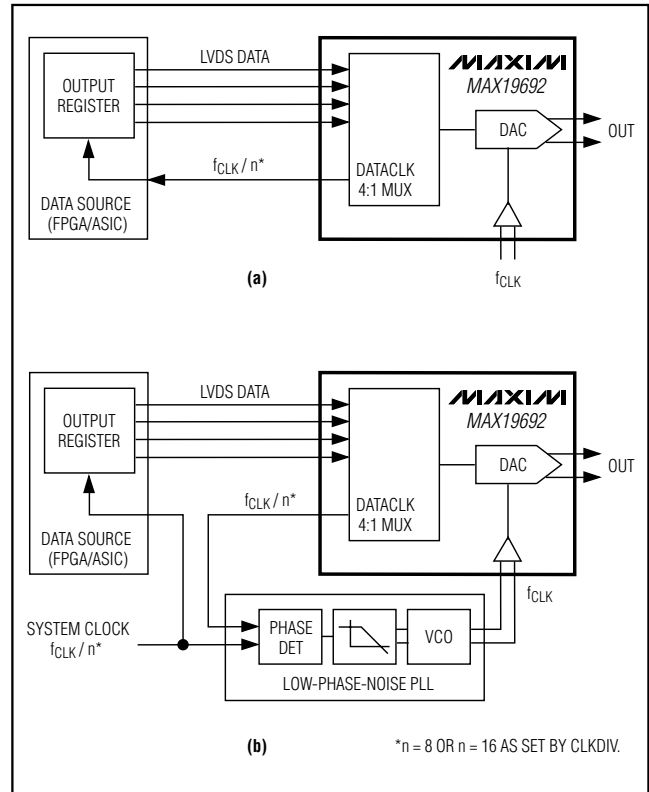 LVDS DATA
OUTPUT
REGISTER
MAXIM
MAX19692
DAC
OUT
fCLK / n*
DATACLK
4:1 MUX
DATA SOURCE
(FPGA/ASIC)
(a)
fCLK
LVDS DATA
OUTPUT
REGISTER
MAXIM
MAX19692
DAC
OUT
fCLK / n*
DATACLK
4:1 MUX
DATA SOURCE
(FPGA/ASIC)
fCLK
SYSTEM CLOCK
fCLK / n*
PHASE
DET
VCO
LOW-PHASE-NOISE PLL
(b)
*n = 8 OR n = 16 AS SET BY CLKDIV.